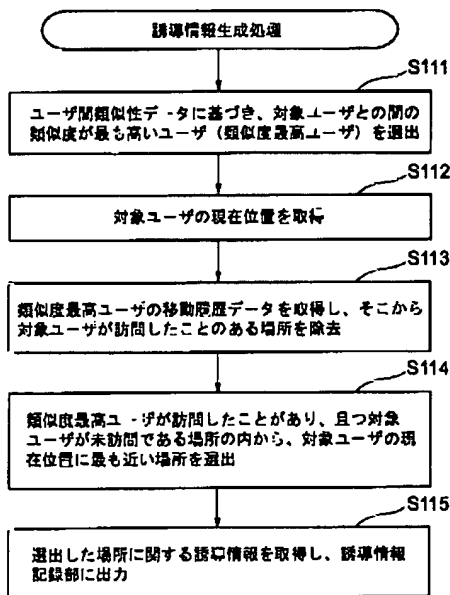 誘導情報生成処理
S111
ユーザ間類似性データに基づき、対象ユーザとの間の
類似度が最も高いユーザ（類似度最高ユーザ）を選出
S112
対象ユーザの現在位置を取得
S113
類似度最高ユーザの移動履歴データを取得し、そこから
対象ユーザが訪問したことのある場所を除去
S114
類似度最高ユーザが訪問したことがあり、且つ対象
ユーザが未訪問である場所の内から、対象ユーザの現
在位置に最も近い場所を選出
S115
選出した場所に関する誘導情報を取得し、誘導情報
記録部に出力